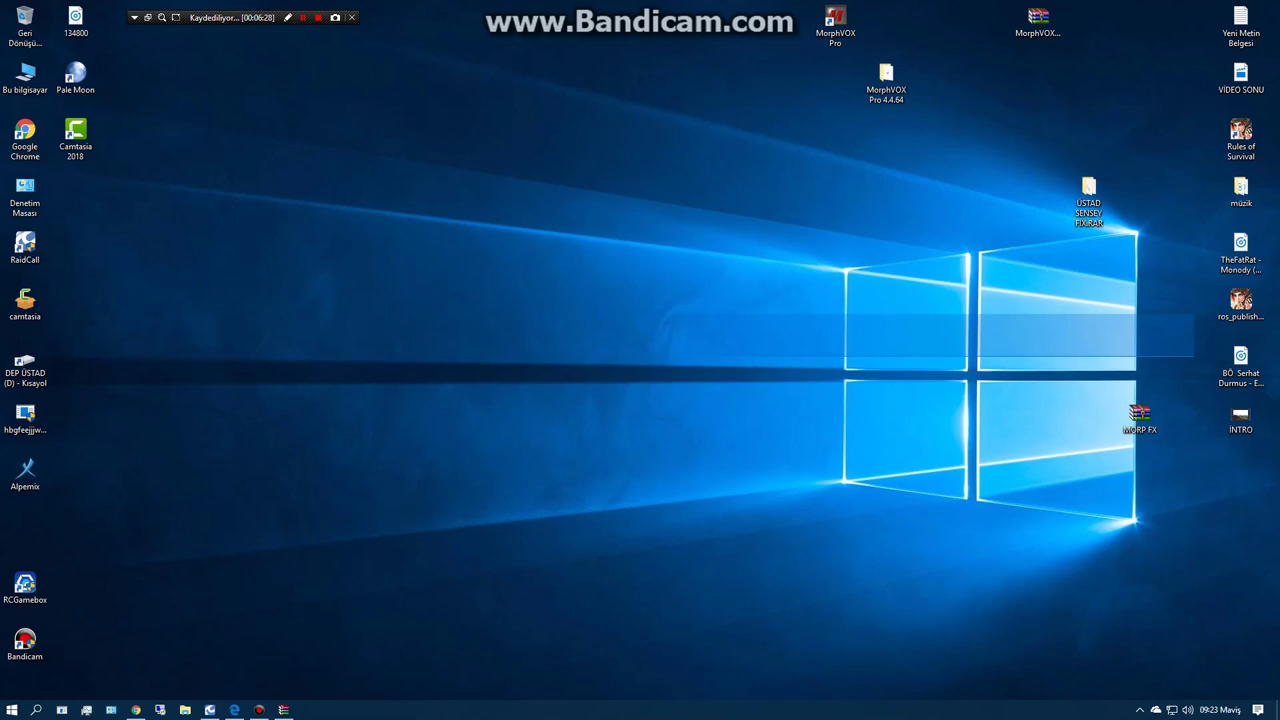 www.Bandicam.com
Kaydediliyor... [00:06:28]
Geri
Dönüşü...
134800
MorphVOX
Pro
MorphVOX...
Yeni Metin
Belgesi
Bu bilgisayar
Pale Moon
MorphVOX
Pro 4.4.64
VİDEO SONU
Google
Chrome
Camtasia
2018
Rules of
Survival
Denetim
Masası
ÜSTAD
SENSEY
FİX.RAR
müzik
RaidCall
TheFatRat -
Monody (...
camtasia
ros_publish...
DEP ÜSTAD
(D) - Kısayol
BÖ Serhat
Durmus - E...
hbgfeejjjw...
MORP FX
İNTRO
Alpemix
RCGamebox
Bandicam
09:23 Maviş